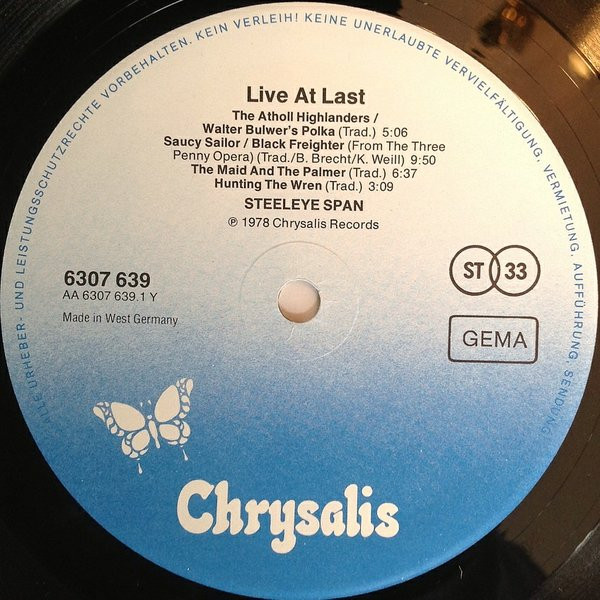 ALLE URHEBER- UND LEISTUNGSSCHUTZRECHTE VORBEHALTEN. KEIN VERLEIH! KEINE UNERLAUBTE VERVIELFÄLTIGUNG, VERMIETUNG, AUFFÜHRUNG, SENDUNG
Live At Last
The Atholl Highlanders /
Walter Bulwer's Polka (Trad.) 5:06
Saucy Sailor / Black Freighter (From The Three
Penny Opera) (Trad./B. Brecht/K. Weill) 9:50
The Maid And The Palmer (Trad.) 6:37
Hunting The Wren (Trad.) 3:09
STEELEYE SPAN
℗ 1978 Chrysalis Records
6307 639
AA 6307 639.1 Y
Made in West Germany
ST 33
GEMA
Chrysalis